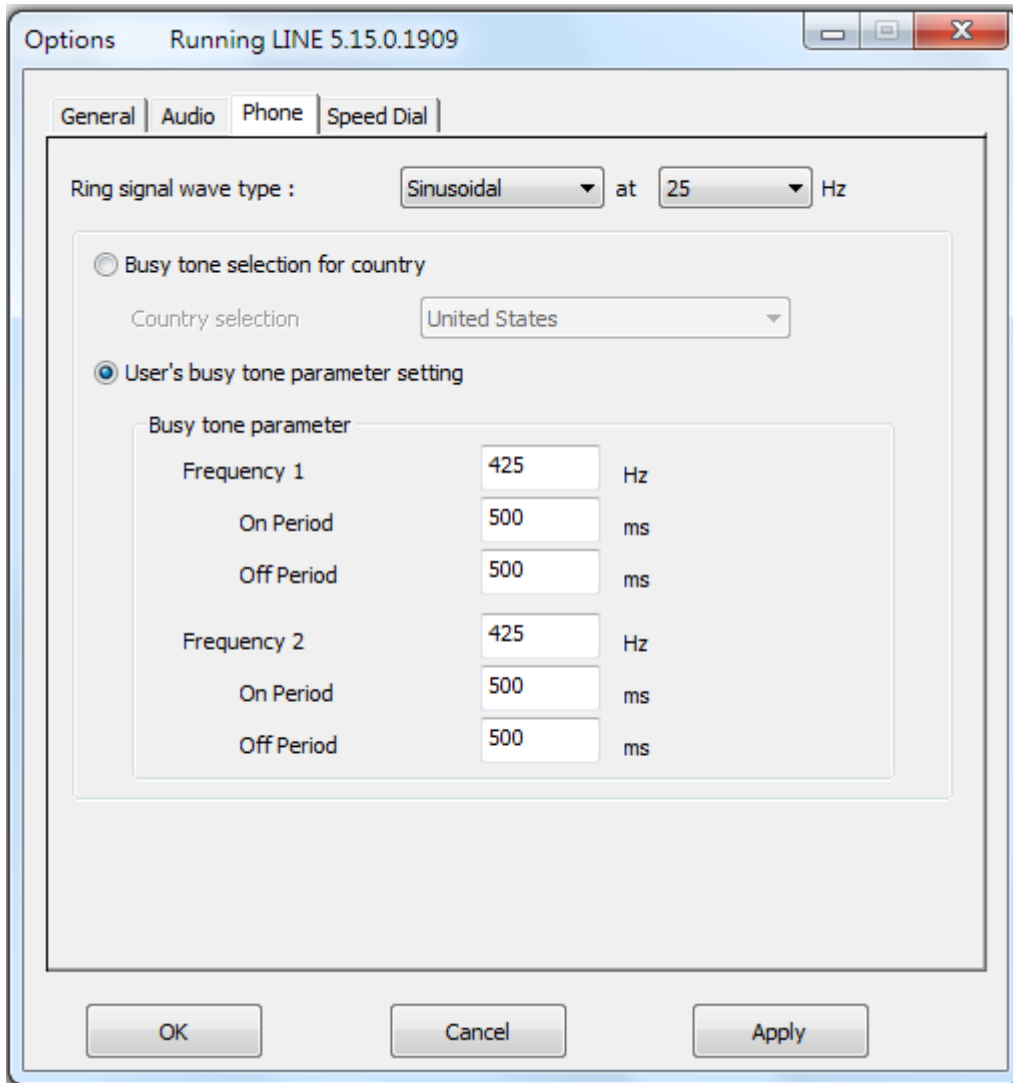 Options Running LINE 5.15.0.1909
General Audio Phone Speed Dial
Ring signal wave type : Sinusoidal at 25 Hz
Busy tone selection for country
Country selection United States
User's busy tone parameter setting
Busy tone parameter
Frequency 1 425 Hz
On Period 500 ms
Off Period 500 ms
Frequency 2 425 Hz
On Period 500 ms
Off Period 500 ms
OK Cancel Apply